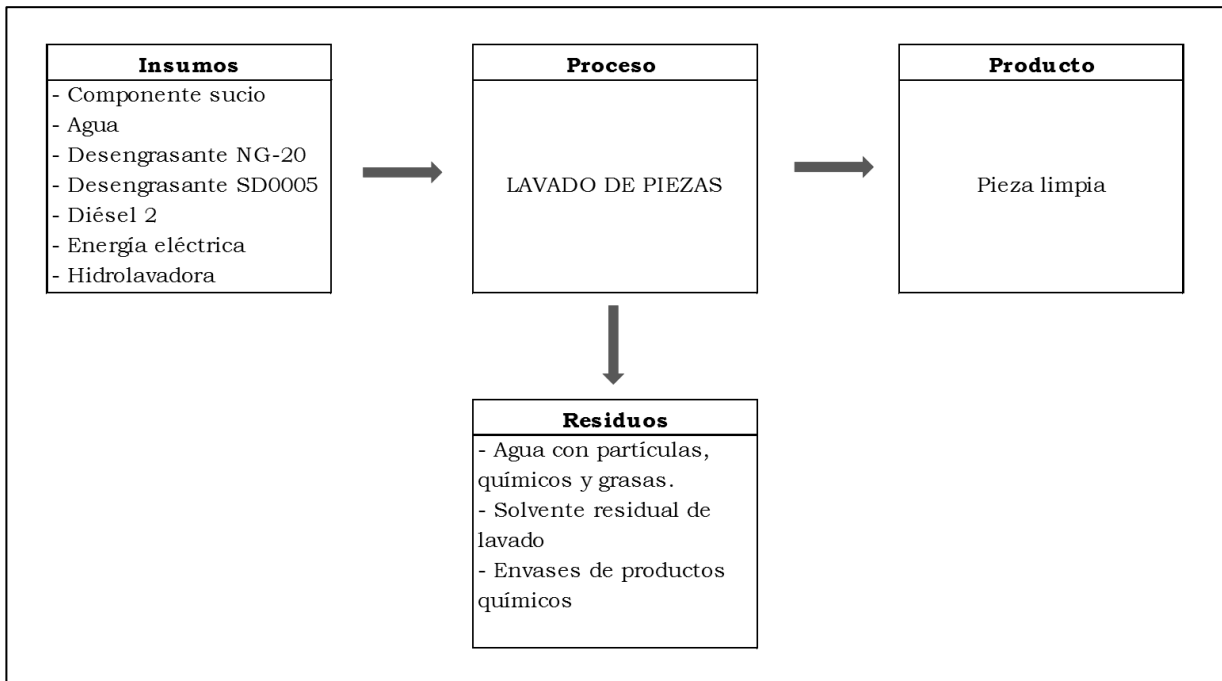 Insumos
- Componente sucio
- Agua
- Desengrasante NG-20
- Desengrasante SD0005
- Diésel 2
- Energía eléctrica
- Hidrolavadora
Proceso
LAVADO DE PIEZAS
Producto
Pieza limpia
Residuos
- Agua con partículas,
químicos y grasas.
- Solvente residual de
lavado
- Envases de productos
químicos